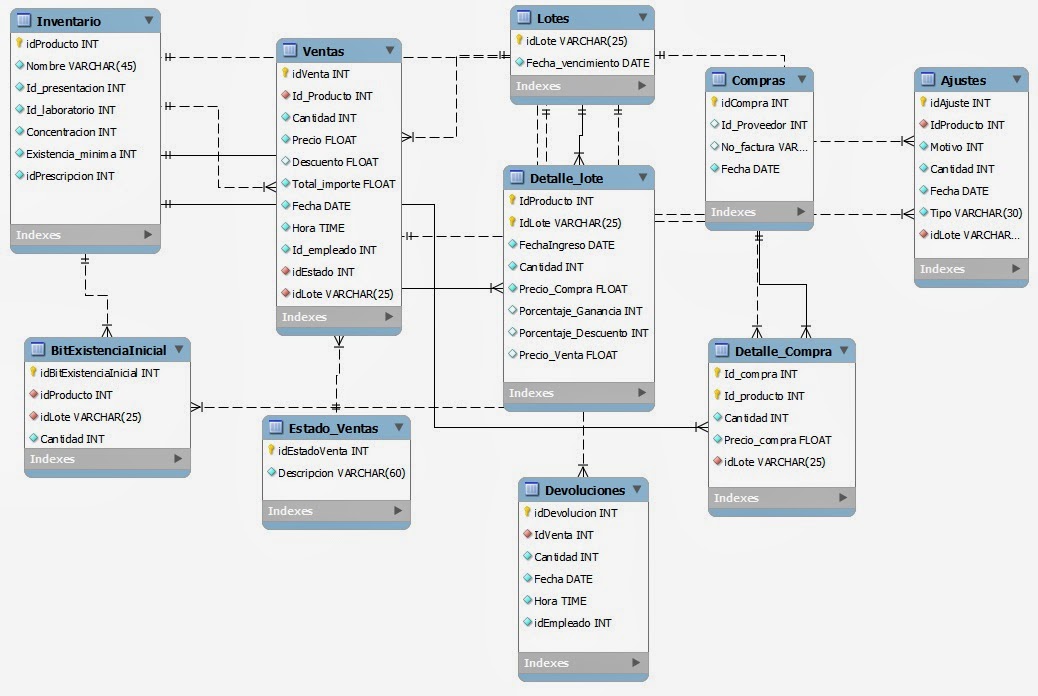 Inventario
idProducto INT
Nombre VARCHAR(45)
Id_presentacion INT
Id_laboratorio INT
Concentracion INT
Existencia_minima INT
idPrescripcion INT
Indexes
Ventas
idVenta INT
Id_Producto INT
Cantidad INT
Precio FLOAT
Descuento FLOAT
Total_importe FLOAT
Fecha DATE
Hora TIME
Id_empleado INT
idEstado INT
idLote VARCHAR(25)
Indexes
Lotes
idLote VARCHAR(25)
Fecha_vencimiento DATE
Indexes
Compras
idCompra INT
Id_Proveedor INT
No_factura VAR...
Fecha DATE
Indexes
Ajustes
idAjuste INT
IdProducto INT
Motivo INT
Cantidad INT
Fecha DATE
Tipo VARCHAR(30)
idLote VARCHAR...
Indexes
Detalle_lote
IdProducto INT
IdLote VARCHAR(25)
FechaIngreso DATE
Cantidad INT
Precio_Compra FLOAT
Porcentaje_Ganancia INT
Porcentaje_Descuento INT
Precio_Venta FLOAT
Indexes
BitExistenciaInicial
idBitExistenciaInicial INT
idProducto INT
idLote VARCHAR(25)
Cantidad INT
Indexes
Estado_Ventas
idEstadoVenta INT
Descripcion VARCHAR(60)
Indexes
Detalle_Compra
Id_compra INT
Id_producto INT
Cantidad INT
Precio_compra FLOAT
idLote VARCHAR(25)
Indexes
Devoluciones
idDevolucion INT
IdVenta INT
Cantidad INT
Fecha DATE
Hora TIME
idEmpleado INT
Indexes